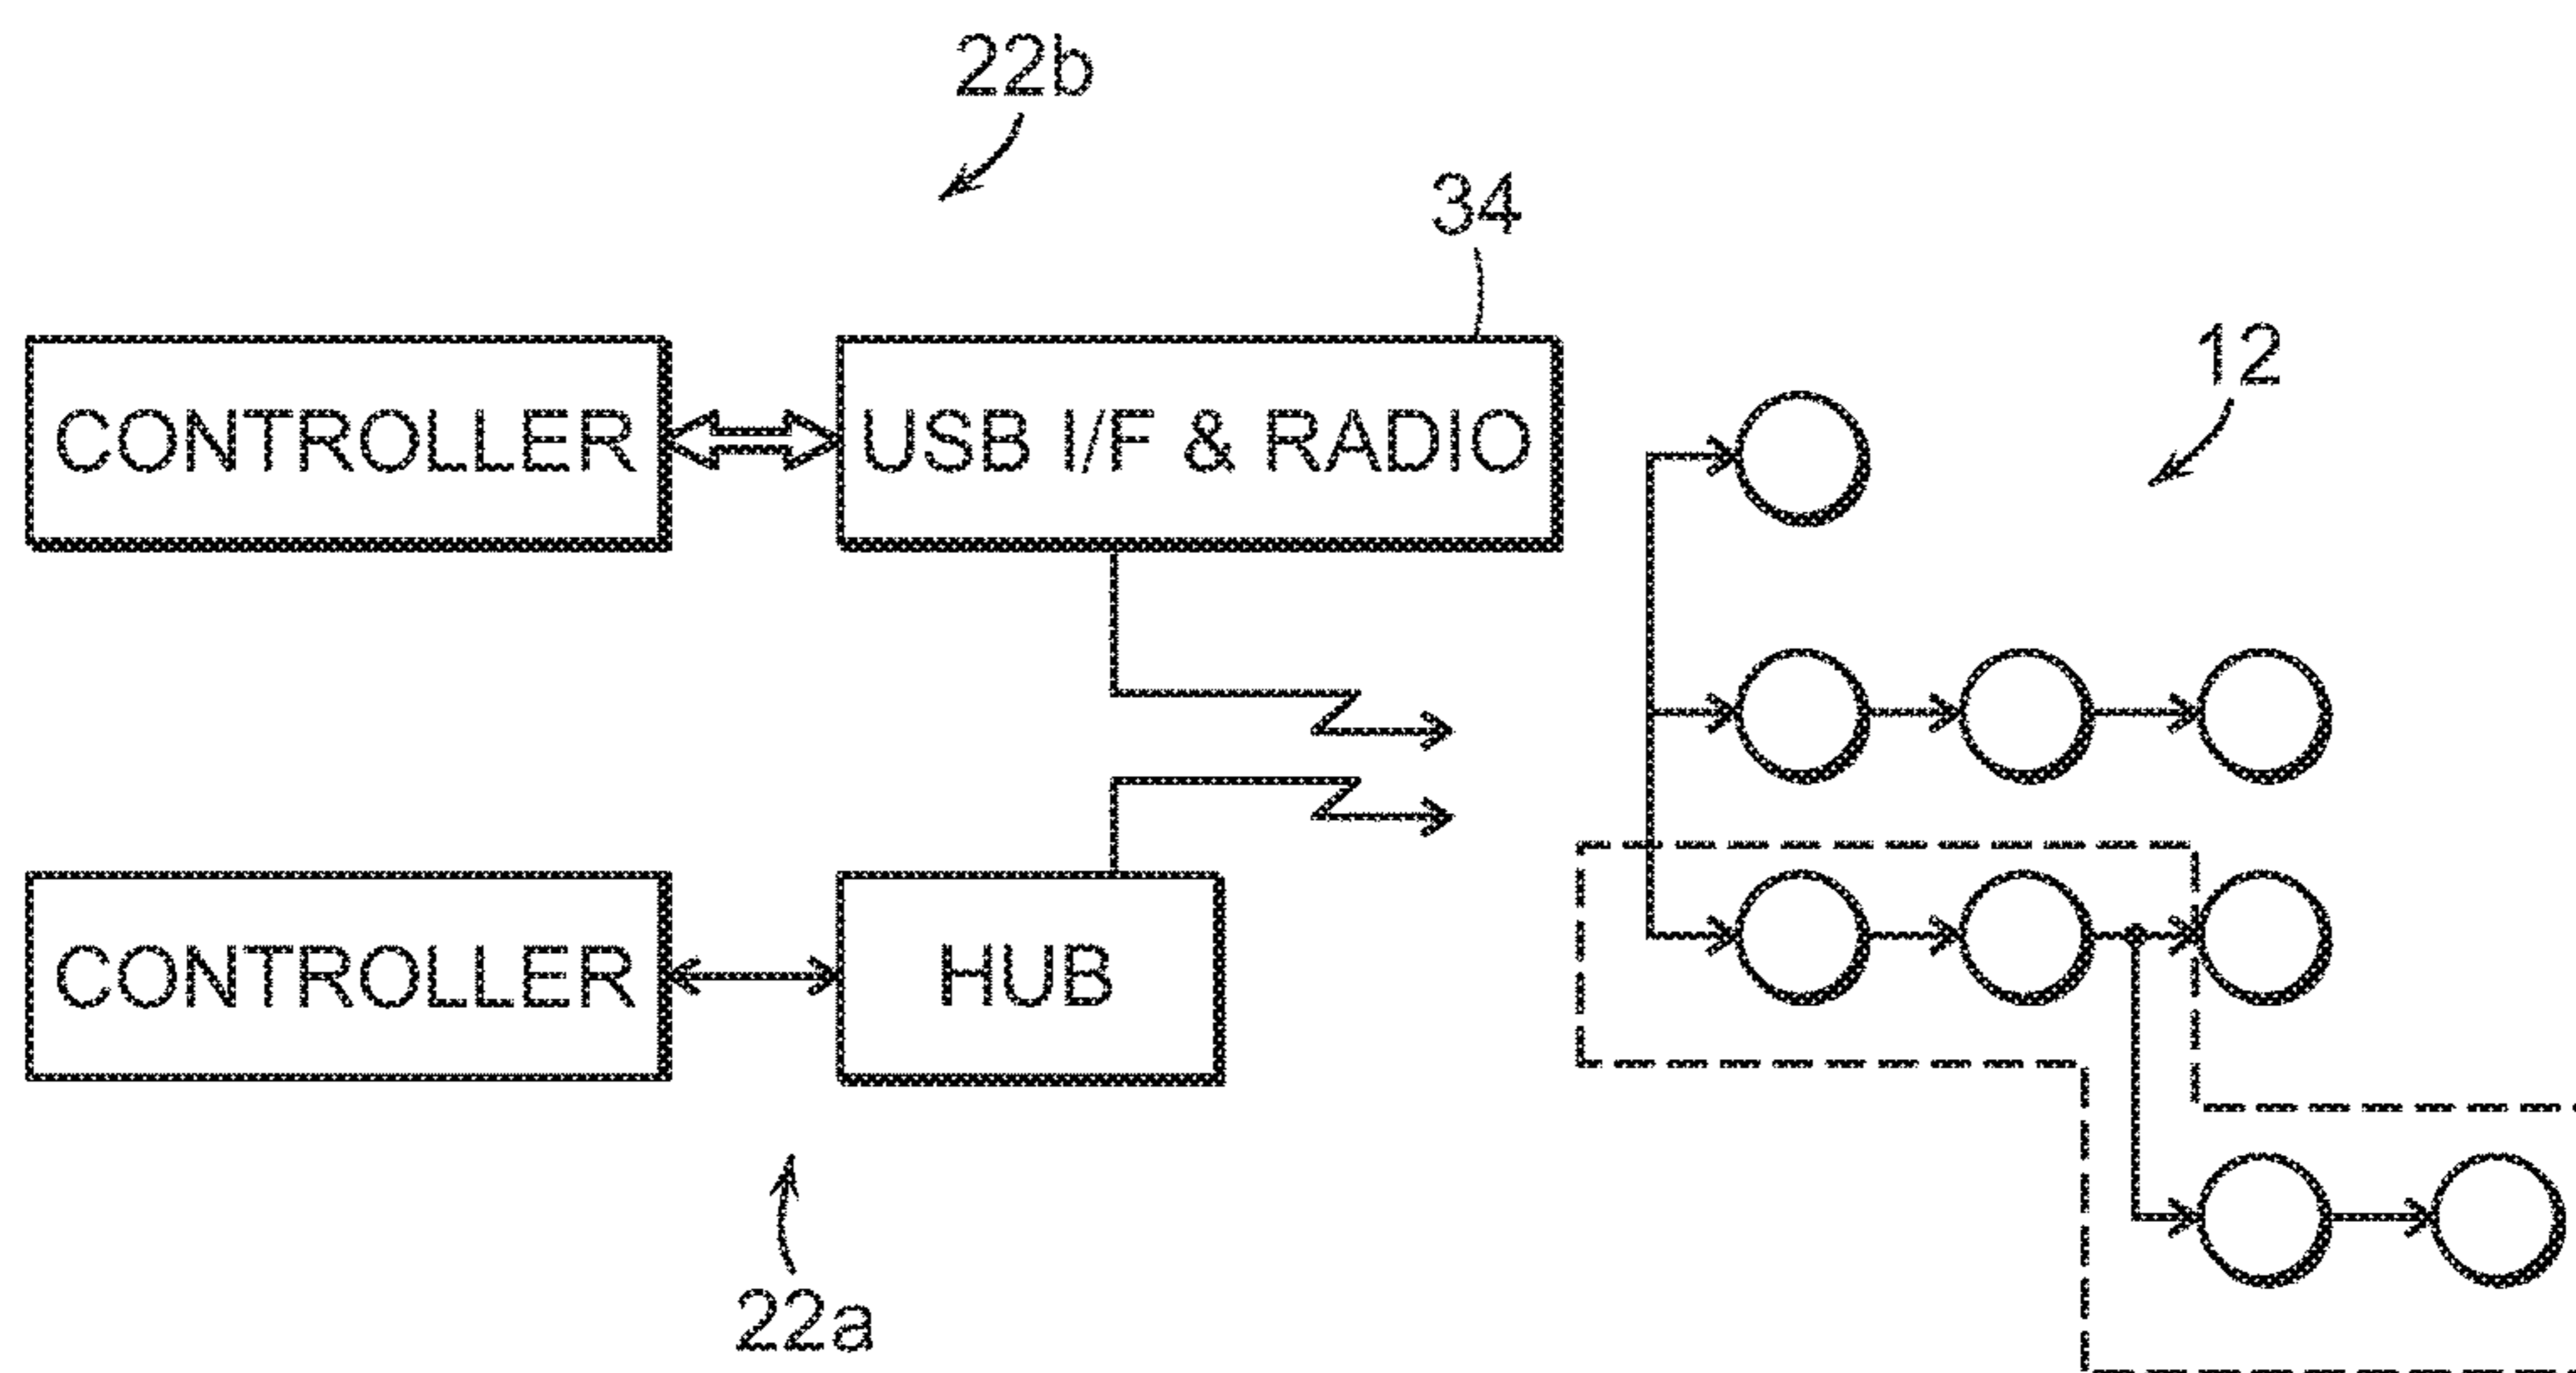 22b
34
12
CONTROLLER
USB I/F & RADIO
CONTROLLER
HUB
22a